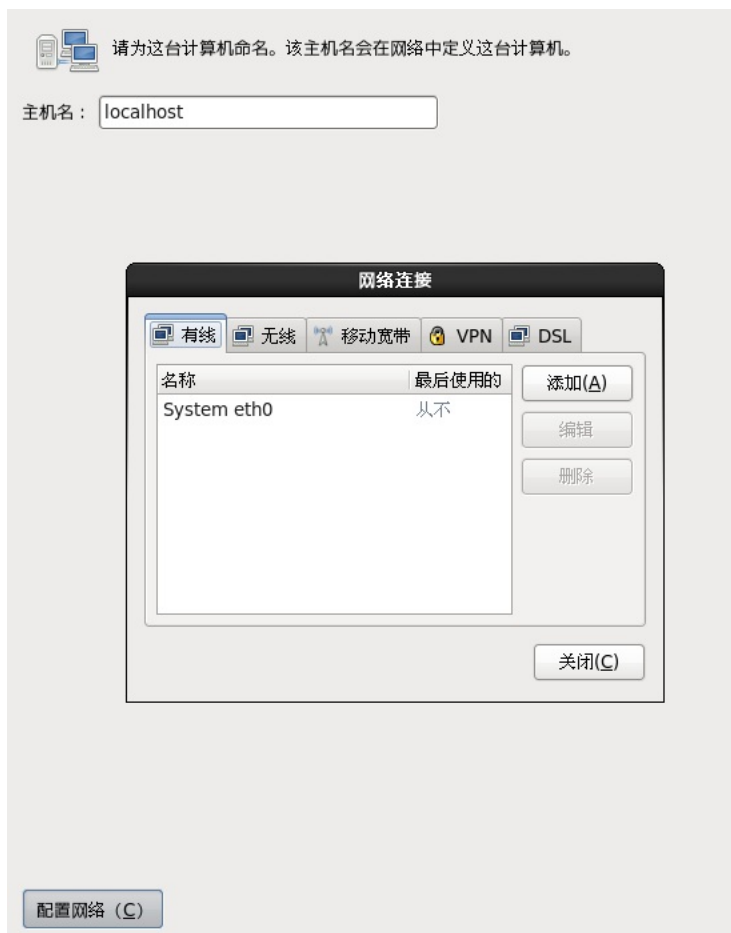 请为这台计算机命名。该主机名会在网络中定义这台计算机。
主机名： localhost
网络连接
有线 无线 移动宽带 VPN DSL
名称 最后使用的 添加(A)
System eth0 从不
编辑
删除
关闭(C)
配置网络（C）